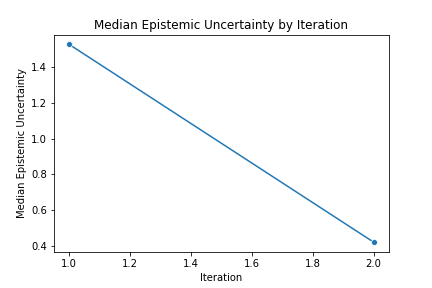 Median Epistemic Uncertainty by Iteration
Median Epistemic Uncertainty
1.4
1.2
1.0
0.8
0.6
0.4
1.0 1.2 1.4 1.6 1.8 2.0
Iteration